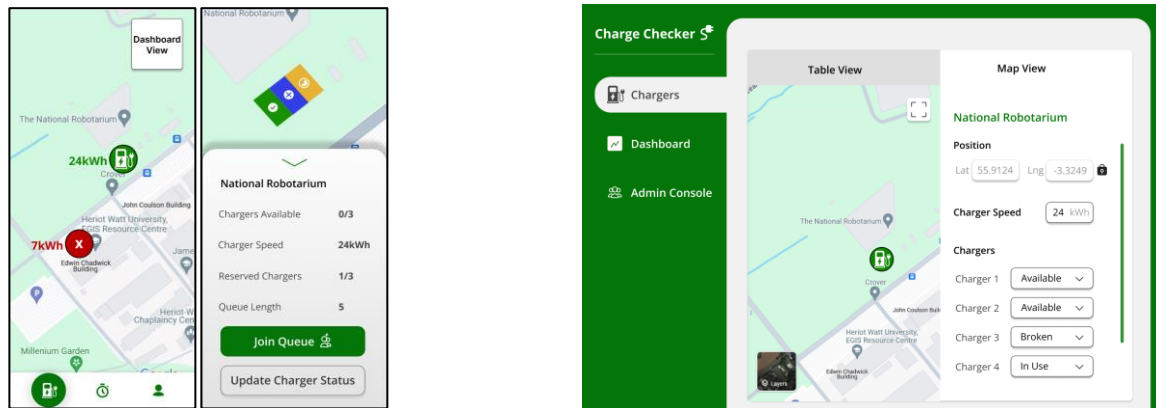 Dashboard
View
The National Robotarium
24kWh
Crover
John Coulson Building
Heriot Watt University,
EGIS Resource Centre
7kWh
X
Jame
Edwin Chadwick
Building
P
Heriot-W
Chaplaincy Cen
Millenium Garden
National Robotarium
National Robotarium
Chargers Available 0/3
Charger Speed 24kWh
Reserved Chargers 1/3
Queue Length 5
Join Queue
Update Charger Status
Charge Checker
Chargers
Dashboard
Admin Console
Table View
Map View
The National Robotarium
Crover
John Coulson Buil
Heriot Watt University,
EGIS Resource Centre
Edwin Chadwick
Building
Layers
National Robotarium
Position
Lat 55.9124 Lng -3.3249
Charger Speed 24 kWh
Chargers
Charger 1 Available
Charger 2 Available
Charger 3 Broken
Charger 4 In Use